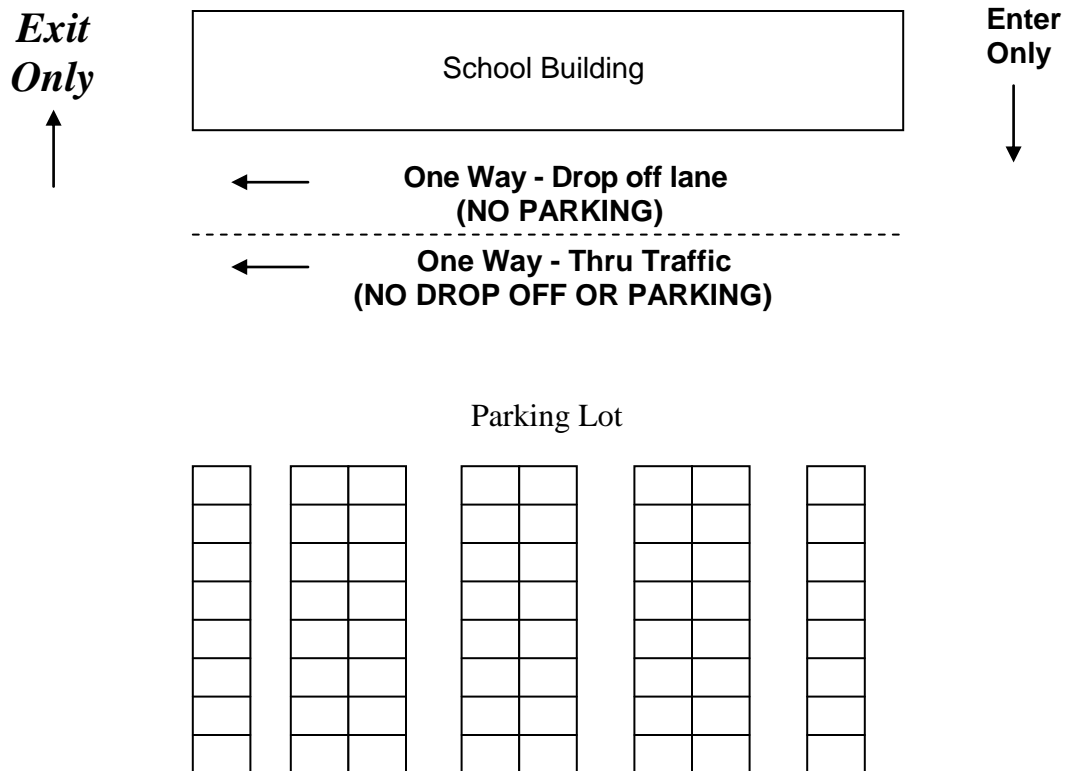 Exit
Only
School Building
Enter
Only
One Way - Drop off lane
(NO PARKING)
One Way - Thru Traffic
(NO DROP OFF OR PARKING)
Parking Lot